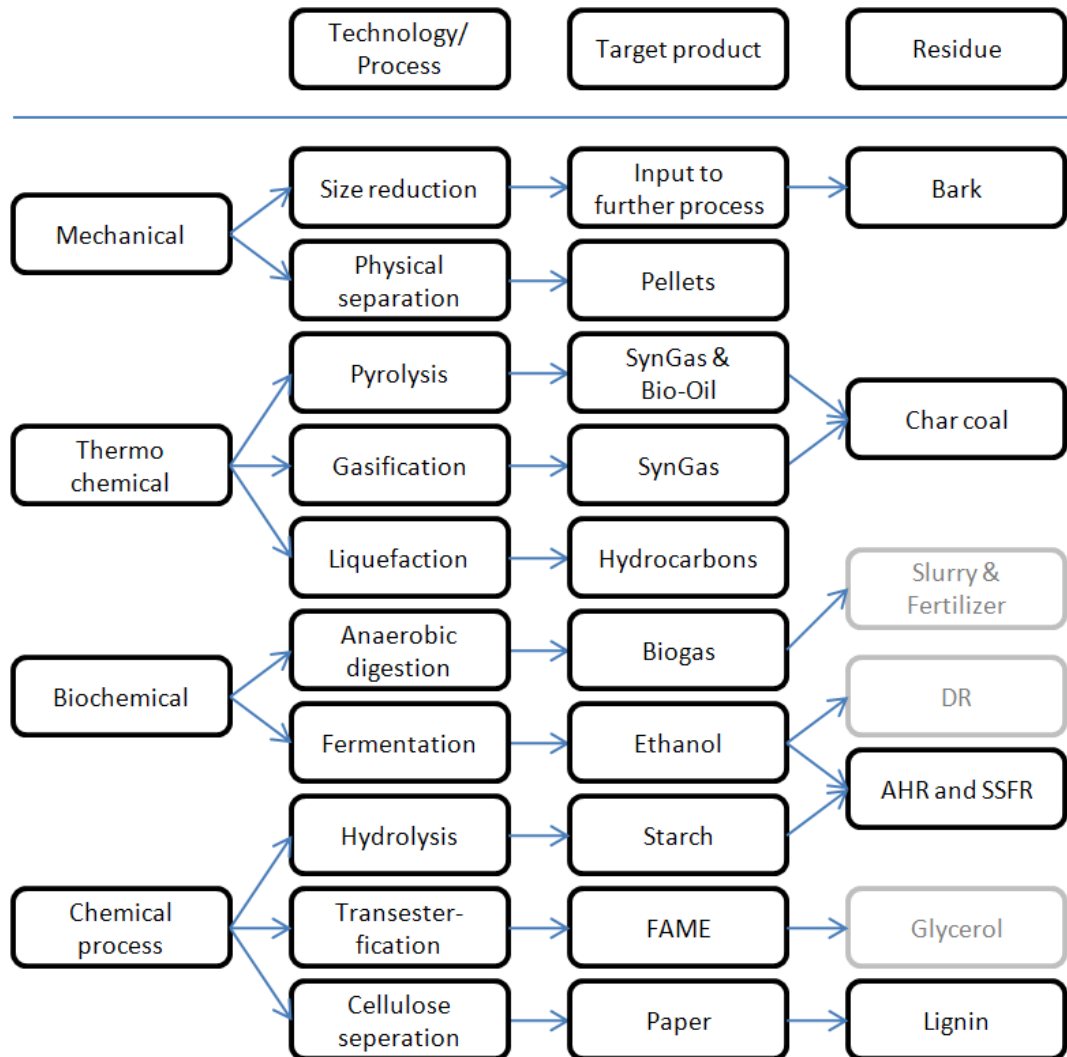 Technology/
Process
Target product
Residue
Mechanical
Size reduction
Input to
further process
Bark
Physical
separation
Pellets
Thermo
chemical
Pyrolysis
SynGas &
Bio-Oil
Char coal
Gasification
SynGas
Liquefaction
Hydrocarbons
Slurry &
Fertilizer
Biochemical
Anaerobic
digestion
Biogas
DR
Fermentation
Ethanol
AHR and SSFR
Chemical
process
Hydrolysis
Starch
Transester-
fication
FAME
Glycerol
Cellulose
seperation
Paper
Lignin